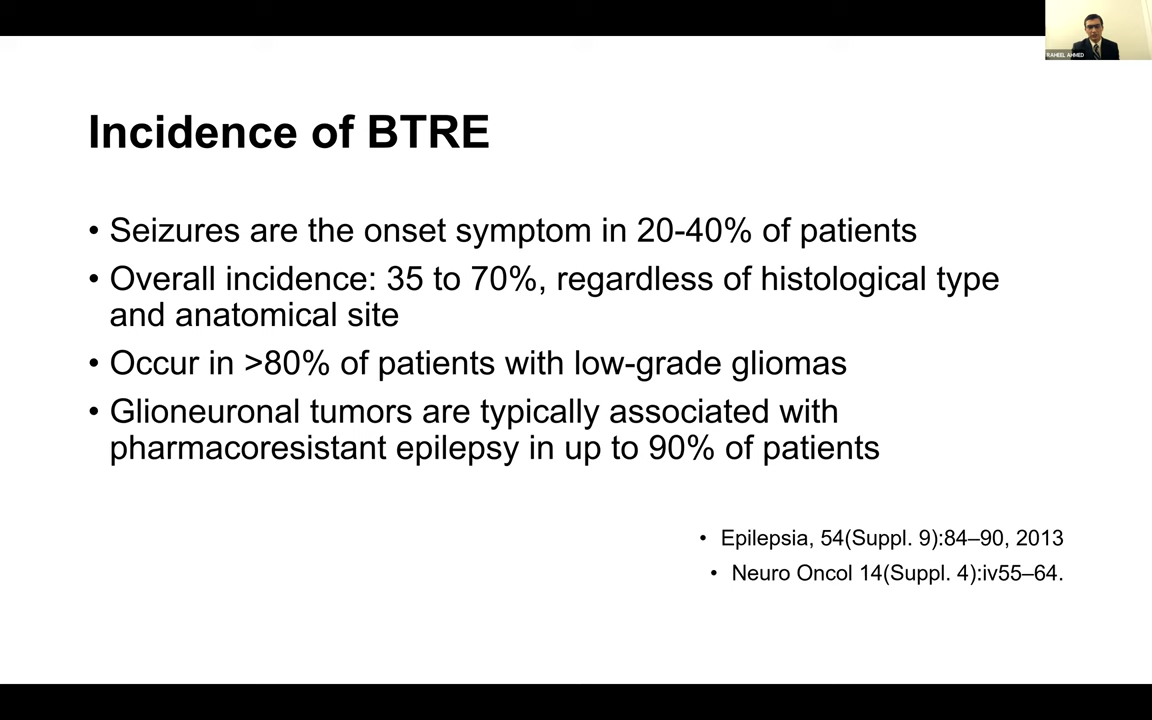 RAHEEL AHMED
Incidence of BTRE
• Seizures are the onset symptom in 20-40% of patients
• Overall incidence: 35 to 70%, regardless of histological type
and anatomical site
• Occur in >80% of patients with low-grade gliomas
• Glioneuronal tumors are typically associated with
pharmacoresistant epilepsy in up to 90% of patients
• Epilepsia, 54(Suppl. 9):84–90, 2013
• Neuro Oncol 14(Suppl. 4):iv55–64.